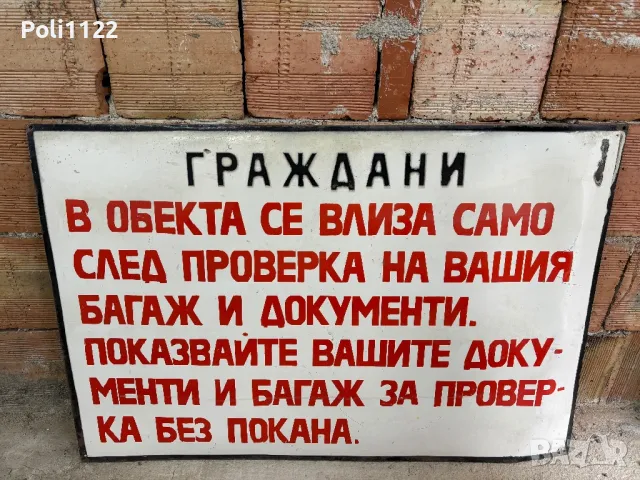 Poli1122
ГРАЖДАНИ
В ОБЕКТА СЕ ВЛИЗА САМО
СЛЕД ПРОВЕРКА НА ВАШИЯ
БАГАЖ И ДОКУМЕНТИ.
ПОКАЗВАЙТЕ ВАШИТЕ ДОКУ-
МЕНТИ И БАГАЖ ЗА ПРОВЕР-
КА БЕЗ ПОКАНА.
BAZAR